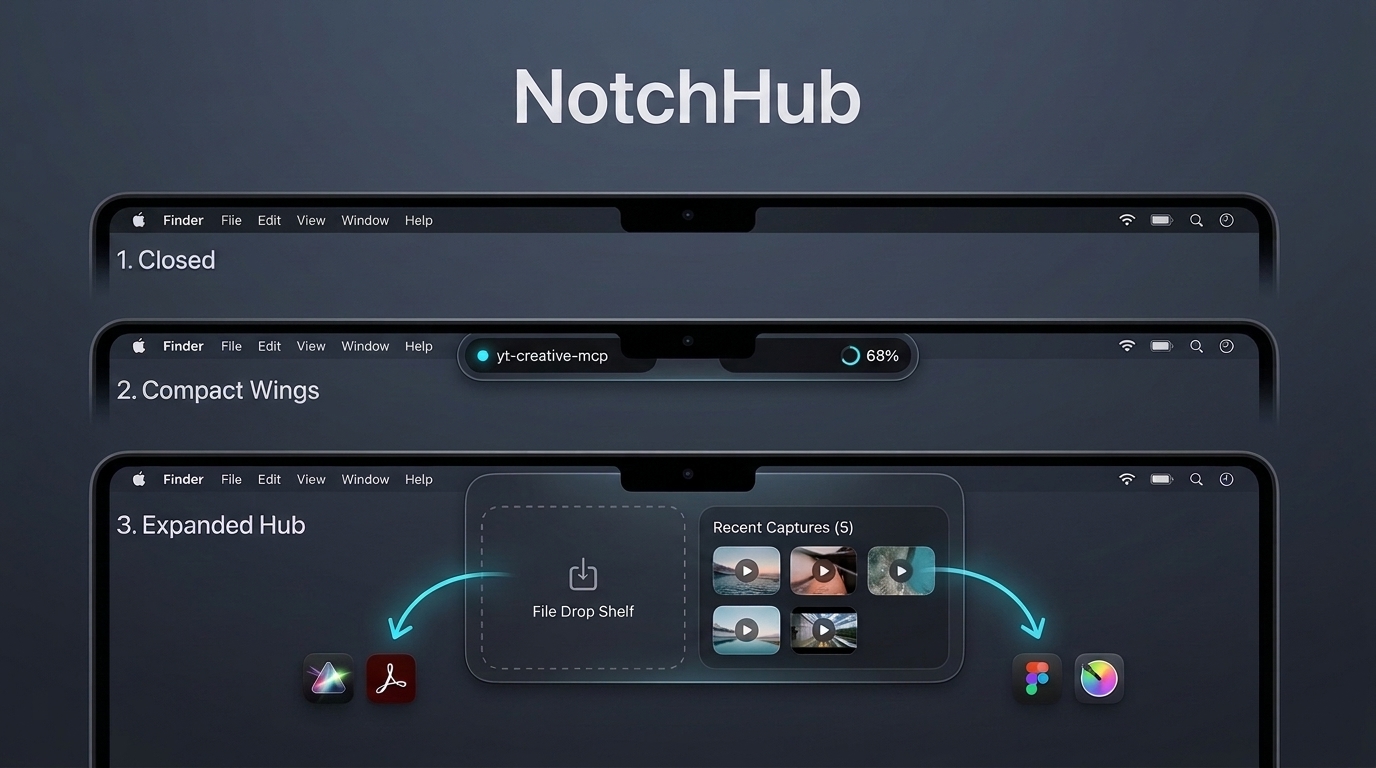 NotchHub
Finder File Edit View Window Help
1. Closed
Finder File Edit View Window Help
yt-creative-mcp 68%
2. Compact Wings
Finder File Edit View Window Help
3. Expanded Hub
Recent Captures (5)
File Drop Shelf